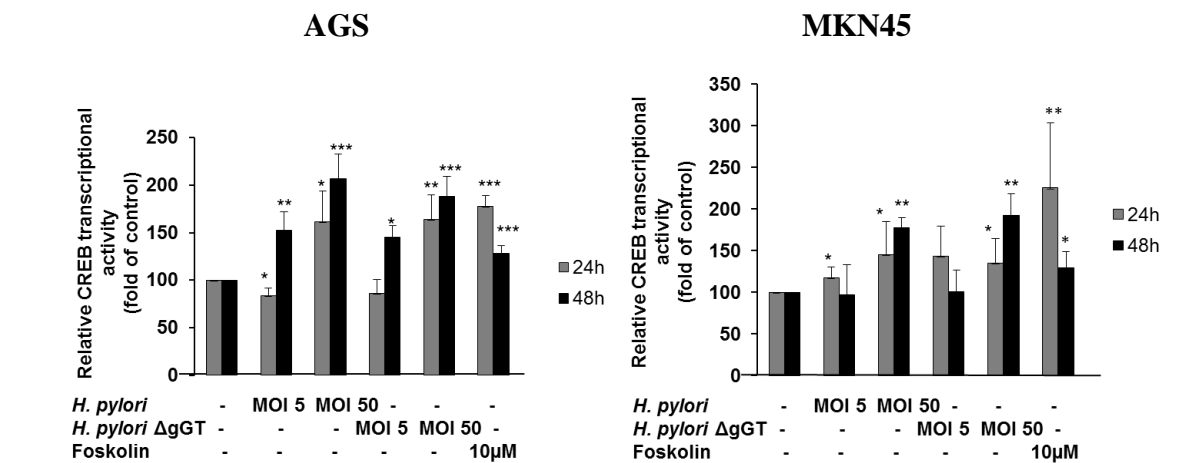 AGS
MKN45
Relative CREB transcriptional
activity
(fold of control)
250
200
150
100
50
0
*
**
*
***
*
**
***
***
***
24h
48h
H. pylori - MOI 5 MOI 50 - - -
H. pylori ΔgGT - - - MOI 5 MOI 50 -
Foskolin - - - - - 10µM
Relative CREB transcriptional
activity
(fold of control)
350
300
250
200
150
100
50
0
*
*
**
*
**
**
*
24h
48h
H. pylori - MOI 5 MOI 50 - - -
H. pylori ΔgGT - - - MOI 5 MOI 50 -
Foskolin - - - - - 10µM